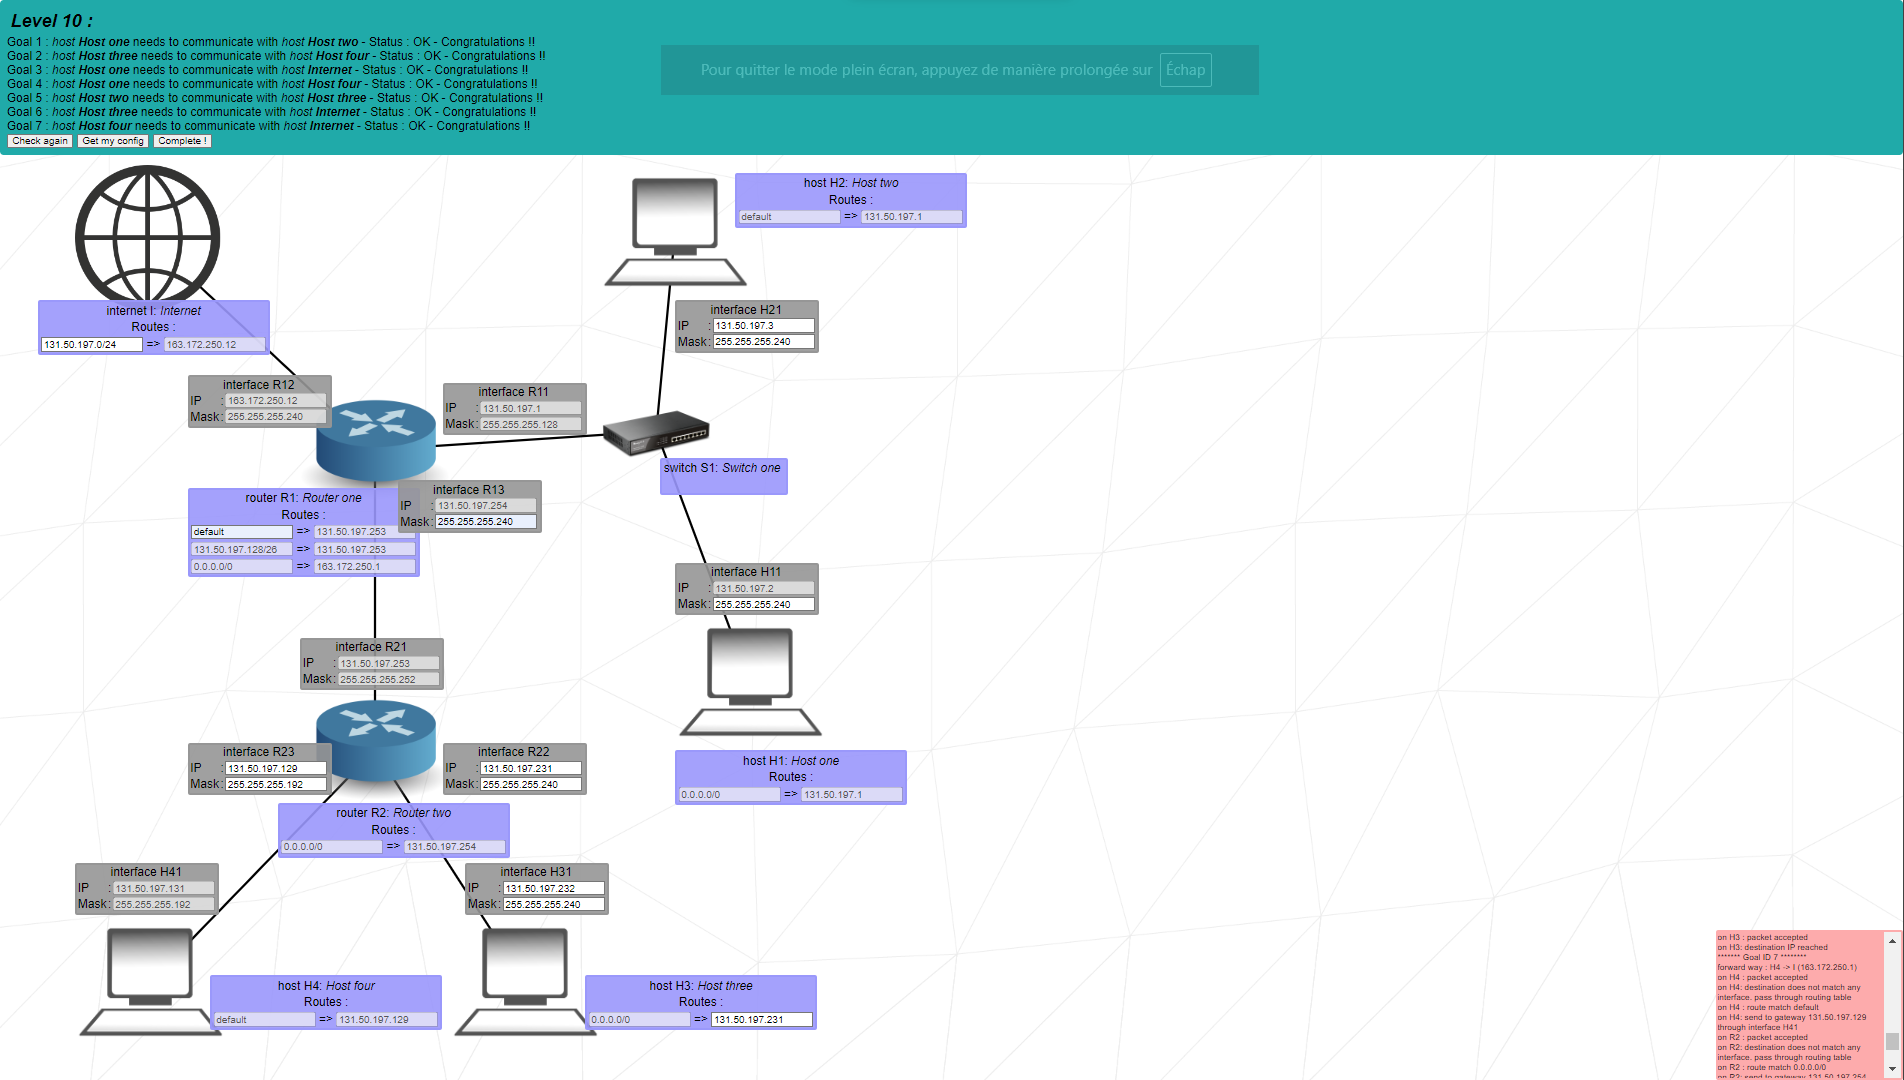 Level 10 :
Goal 1 : host Host one needs to communicate with host Host two - Status : OK - Congratulations !!
Goal 2 : host Host three needs to communicate with host Host four - Status : OK - Congratulations !!
Goal 3 : host Host one needs to communicate with host Internet - Status : OK - Congratulations !!
Goal 4 : host Host one needs to communicate with host Host four - Status : OK - Congratulations !!
Goal 5 : host Host two needs to communicate with host Host three - Status : OK - Congratulations !!
Goal 6 : host Host three needs to communicate with host Internet - Status : OK - Congratulations !!
Goal 7 : host Host four needs to communicate with host Internet - Status : OK - Congratulations !!
Check again Get my config Complete !
Pour quitter le mode plein écran, appuyez de manière prolongée sur Échap
host H2: Host two
Routes :
default => 131.50.197.1
internet I: Internet
Routes :
131.50.197.0/24 => 163.172.250.12
interface H21
IP : 131.50.197.3
Mask: 255.255.255.240
interface R12
IP : 163.172.250.12
Mask: 255.255.255.240
interface R11
IP : 131.50.197.1
Mask: 255.255.255.128
switch S1: Switch one
interface R13
IP : 131.50.197.254
Mask: 255.255.255.240
router R1: Router one
Routes :
default => 131.50.197.253
131.50.197.128/26 => 131.50.197.253
0.0.0.0/0 => 163.172.250.1
interface H11
IP : 131.50.197.2
Mask: 255.255.255.240
interface R21
IP : 131.50.197.253
Mask: 255.255.255.252
interface R23
IP : 131.50.197.129
Mask: 255.255.255.192
interface R22
IP : 131.50.197.231
Mask: 255.255.255.240
host H1: Host one
Routes :
0.0.0.0/0 => 131.50.197.1
router R2: Router two
Routes :
0.0.0.0/0 => 131.50.197.254
interface H41
IP : 131.50.197.131
Mask: 255.255.255.192
interface H31
IP : 131.50.197.232
Mask: 255.255.255.240
host H4: Host four
Routes :
default => 131.50.197.129
host H3: Host three
Routes :
0.0.0.0/0 => 131.50.197.231
on H3 : packet accepted
on H3: destination IP reached
******* Goal ID 7 ********
forward way : H4 -> I (163.172.250.1)
on H4 : packet accepted
on H4: destination does not match any
interface. pass through routing table
on H4 : route match default
on H4: send to gateway 131.50.197.129
through interface H41
on R2 : packet accepted
on R2: destination does not match any
interface. pass through routing table
on R2 : route match 0.0.0.0/0
on R2: send to gateway 131.50.197.254